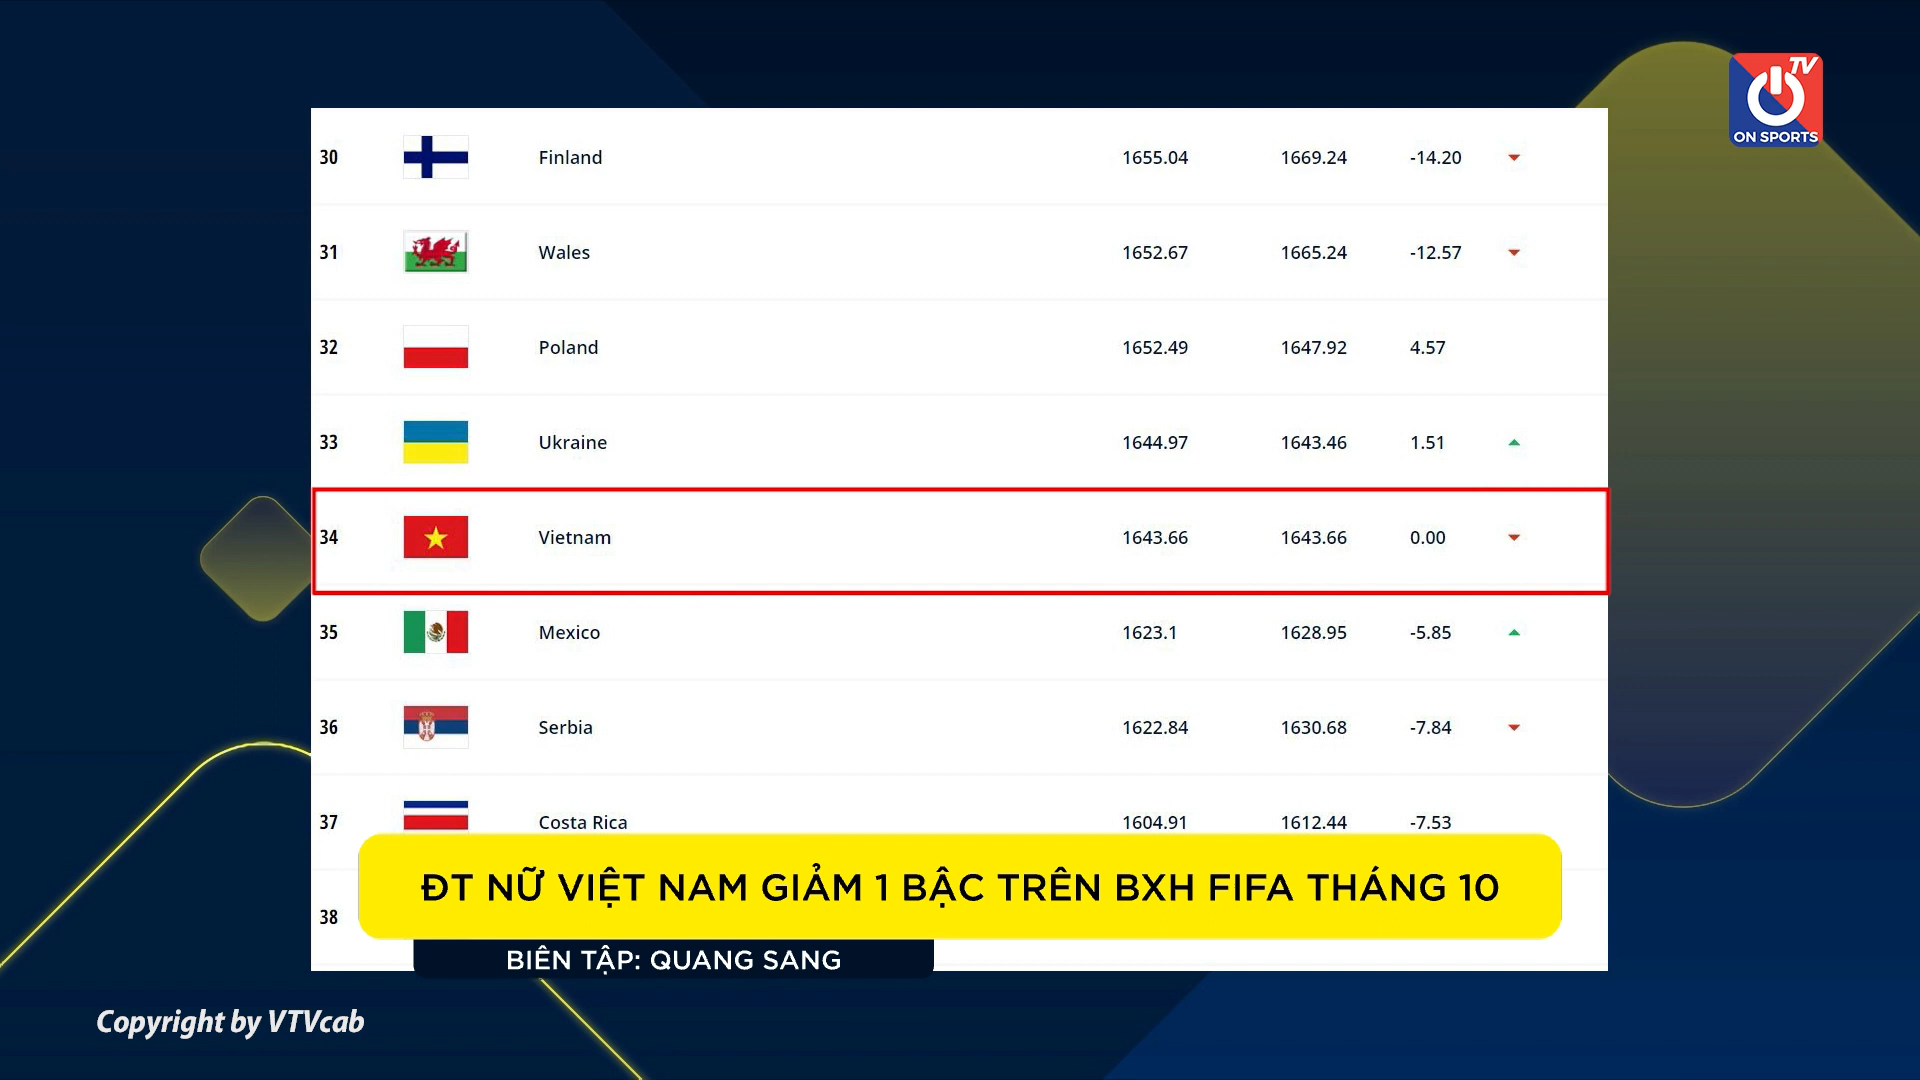 TV
ON SPORTS
30 Finland 1655.04 1669.24 -14.20
31 Wales 1652.67 1665.24 -12.57
32 Poland 1652.49 1647.92 4.57
33 Ukraine 1644.97 1643.46 1.51
34 Vietnam 1643.66 1643.66 0.00
35 Mexico 1623.1 1628.95 -5.85
36 Serbia 1622.84 1630.68 -7.84
37 Costa Rica 1604.91 1612.44 -7.53
38
ĐT NỮ VIỆT NAM GIẢM 1 BẬC TRÊN BXH FIFA THÁNG 10
BIÊN TẬP: QUANG SANG
Copyright by VTVcab